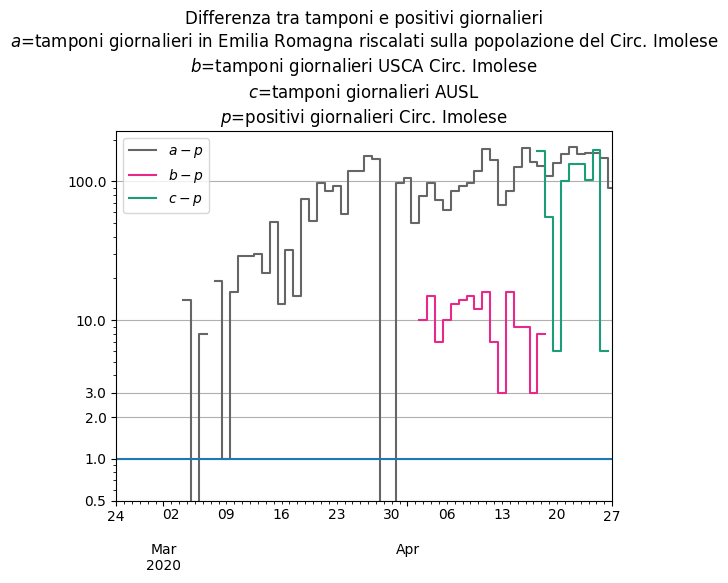 Differenza tra tamponi e positivi giornalieri
a=tamponi giornalieri in Emilia Romagna riscalati sulla popolazione del Circ. Imolese
b=tamponi giornalieri USCA Circ. Imolese
c=tamponi giornalieri AUSL
p=positivi giornalieri Circ. Imolese
a − p
b − p
c − p
100.0
10.0
3.0
2.0
1.0
0.5
24 02 09 16 23 30 06 13 20 27
Mar Apr
2020